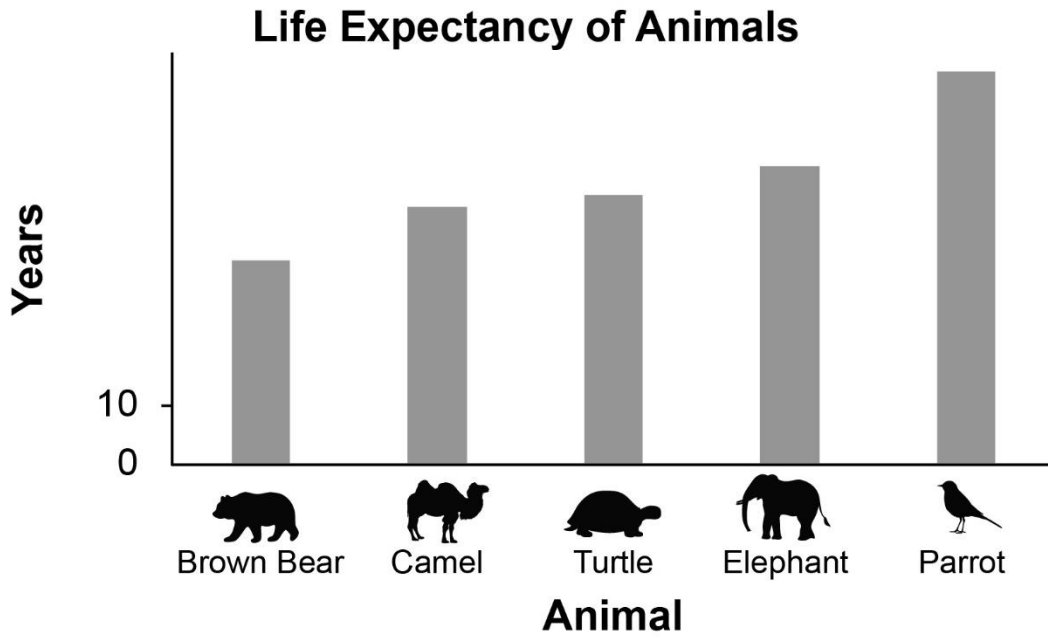 Life Expectancy of Animals
Years
10
0
Brown Bear Camel Turtle Elephant Parrot
Animal